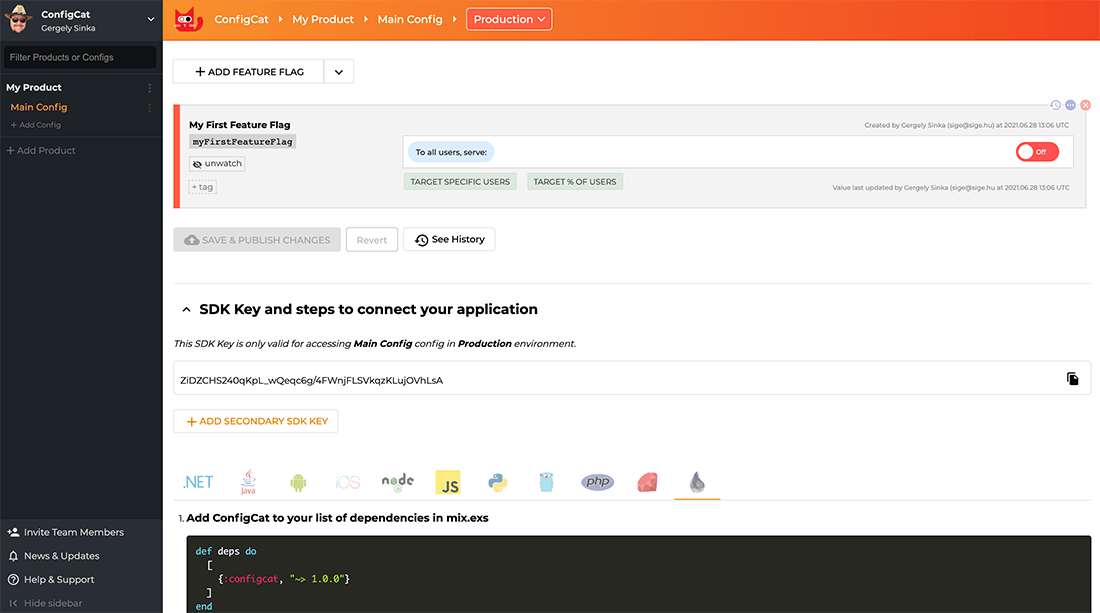 ConfigCat
Gergely Sinka
ConfigCat My Product Main Config Production
Filter Products or Configs
My Product
Main Config
+ Add Config
+ Add Product
+ ADD FEATURE FLAG
My First Feature Flag
Created by Gergely Sinka (sige@sige.hu) at 2021.06.28 13:06 UTC
myFirstFeatureFlag
To all users, serve: Off
unwatch
TARGET SPECIFIC USERS TARGET % OF USERS
+ tag
Value last updated by Gergely Sinka (sige@sige.hu at 2021.06.28 13:06 UTC
SAVE & PUBLISH CHANGES Revert See History
SDK Key and steps to connect your application
This SDK Key is only valid for accessing Main Config config in Production environment.
ZiDZCHS240qKpL_wQeqc6g/4FWnjFLSVkqzKLujOVhLsA
+ ADD SECONDARY SDK KEY
.NET Java iOS node JS php
1. Add ConfigCat to your list of dependencies in mix.exs
def deps do
[
{:configcat, "~> 1.0.0"}
]
end
Invite Team Members
News & Updates
Help & Support
Hide sidebar